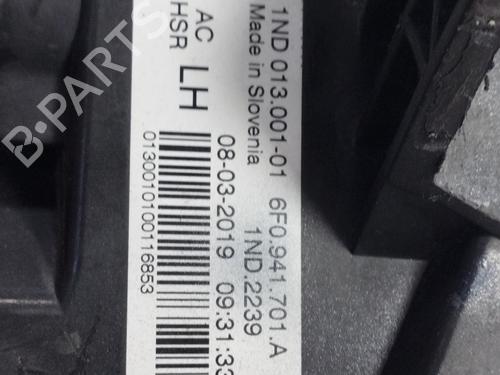 1ND 013.001-01 6F0.941.701.A
Made in Slovenia 1ND.2239
AC LH 08-03-2019 09:31:33
HSR
0130010100116853
B-PARTS